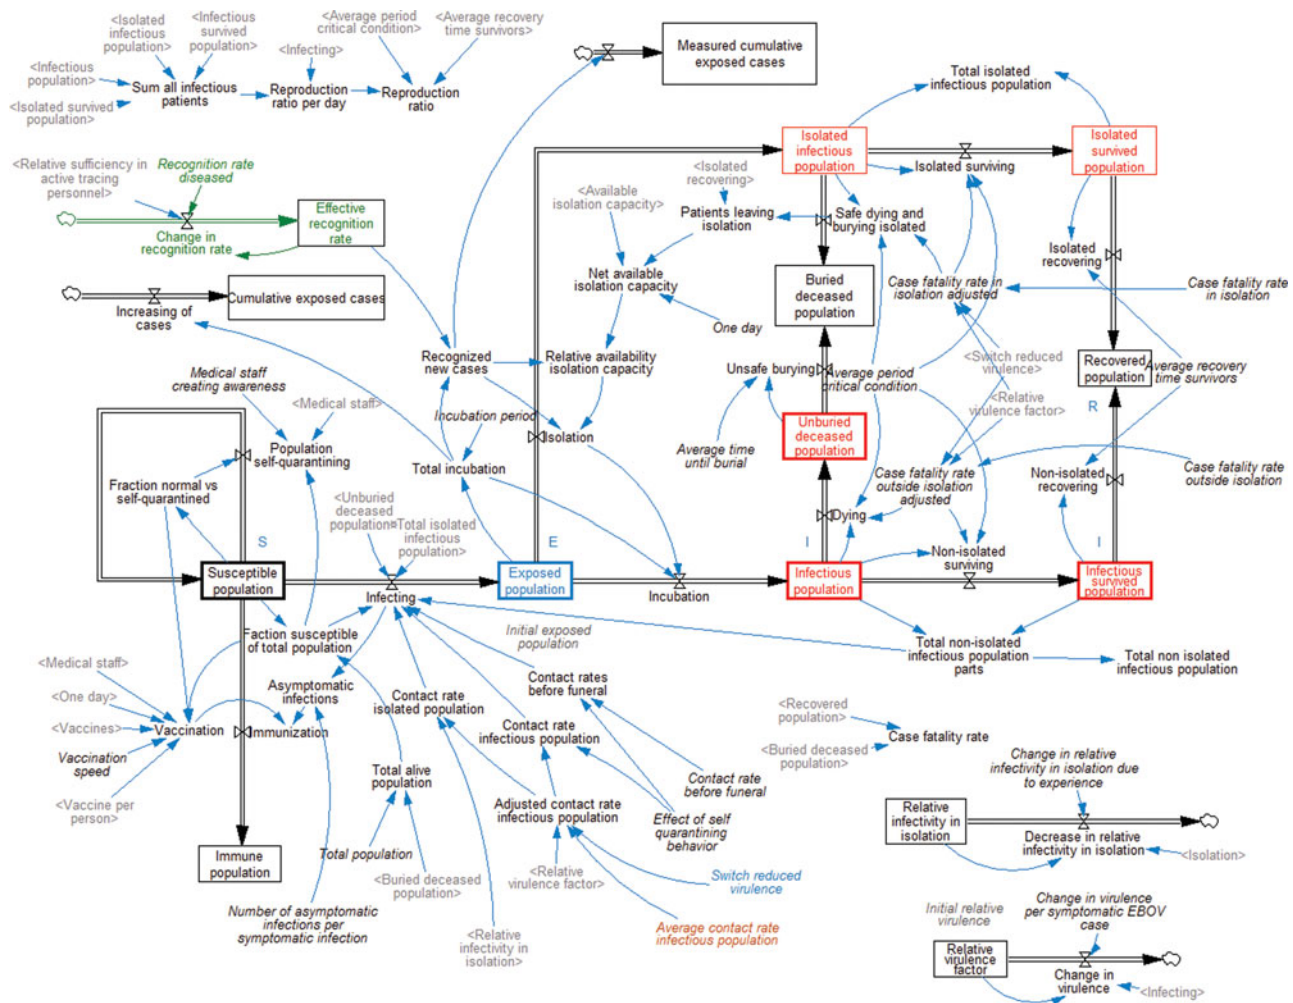 <Isolated
infectious
population>
<Infectious
survived
population>
<Average period
critical condition>
<Average recovery
time survivors>
<Infectious
population>
<Infecting>
Sum all infectious
patients
Reproduction
ratio per day
Reproduction
ratio
<Isolated survived
population>
Measured cumulative
exposed cases
Total isolated
infectious population
Isolated
infectious
population
Isolated
survived
population
Isolated surviving
<Relative sufficiency in
active tracing
personnel>
Recognition rate
diseased
Effective
recognition
rate
Change in
recognition rate
<Isolated
recovering>
<Available
isolation capacity>
Patients leaving
isolation
Safe dying and
burying isolated
Isolated
recovering
Net available
isolation capacity
Buried
deceased
population
Case fatality rate in
isolation adjusted
Case fatality rate
in isolation
Cumulative exposed cases
Increasing of
cases
One day
Recognized
new cases
Relative availability
isolation capacity
Unsafe burying
Average period
critical condition
<Switch reduced
virulence>
Recovered
population
Average recovery
time survivors
Medical staff
creating awareness
<Medical staff>
Incubation period
<Relative
virulence factor>
R
Unburied
deceased
population
Isolation
Population
self-quarantining
Total incubation
Average time
until burial
Case fatality rate
outside isolation
adjusted
Non-isolated
recovering
Case fatality rate
outside isolation
Fraction normal vs
self-quarantined
<Unburied
deceased
population>
<Total isolated
infectious
population>
Dying
S
E
I
I
Non-isolated
surviving
Susceptible
population
Exposed
population
Infectious
population
Infectious
survived
population
Infecting
Incubation
Initial exposed
population
Faction susceptible
of total population
Total non-isolated
infectious population
parts
Total non isolated
infectious population
<Medical staff>
<One day>
<Vaccines>
Vaccination
Vaccination
speed
<Vaccine per
person>
Asymptomatic
infections
Immunization
Contact rate
isolated population
Contact rates
before funeral
Contact rate
infectious population
<Recovered
population>
Case fatality rate
<Buried deceased
population>
Total alive
population
Contact rate
before funeral
Adjusted contact rate
infectious population
Effect of self
quarantining
behavior
Change in relative
infectivity in isolation due
to experience
Relative
infectivity in
isolation
Decrease in relative
infectivity in isolation
<Isolation>
Immune
population
Total population
<Buried deceased
population>
<Relative
virulence factor>
Switch reduced
virulence
Number of asymptomatic
infections per
symptomatic infection
<Relative
infectivity in
isolation>
Average contact rate
infectious population
Initial relative
virulence
Change in virulence
per symptomatic EBOV
case
Relative
virulence
factor
Change in
virulence
<Infecting>